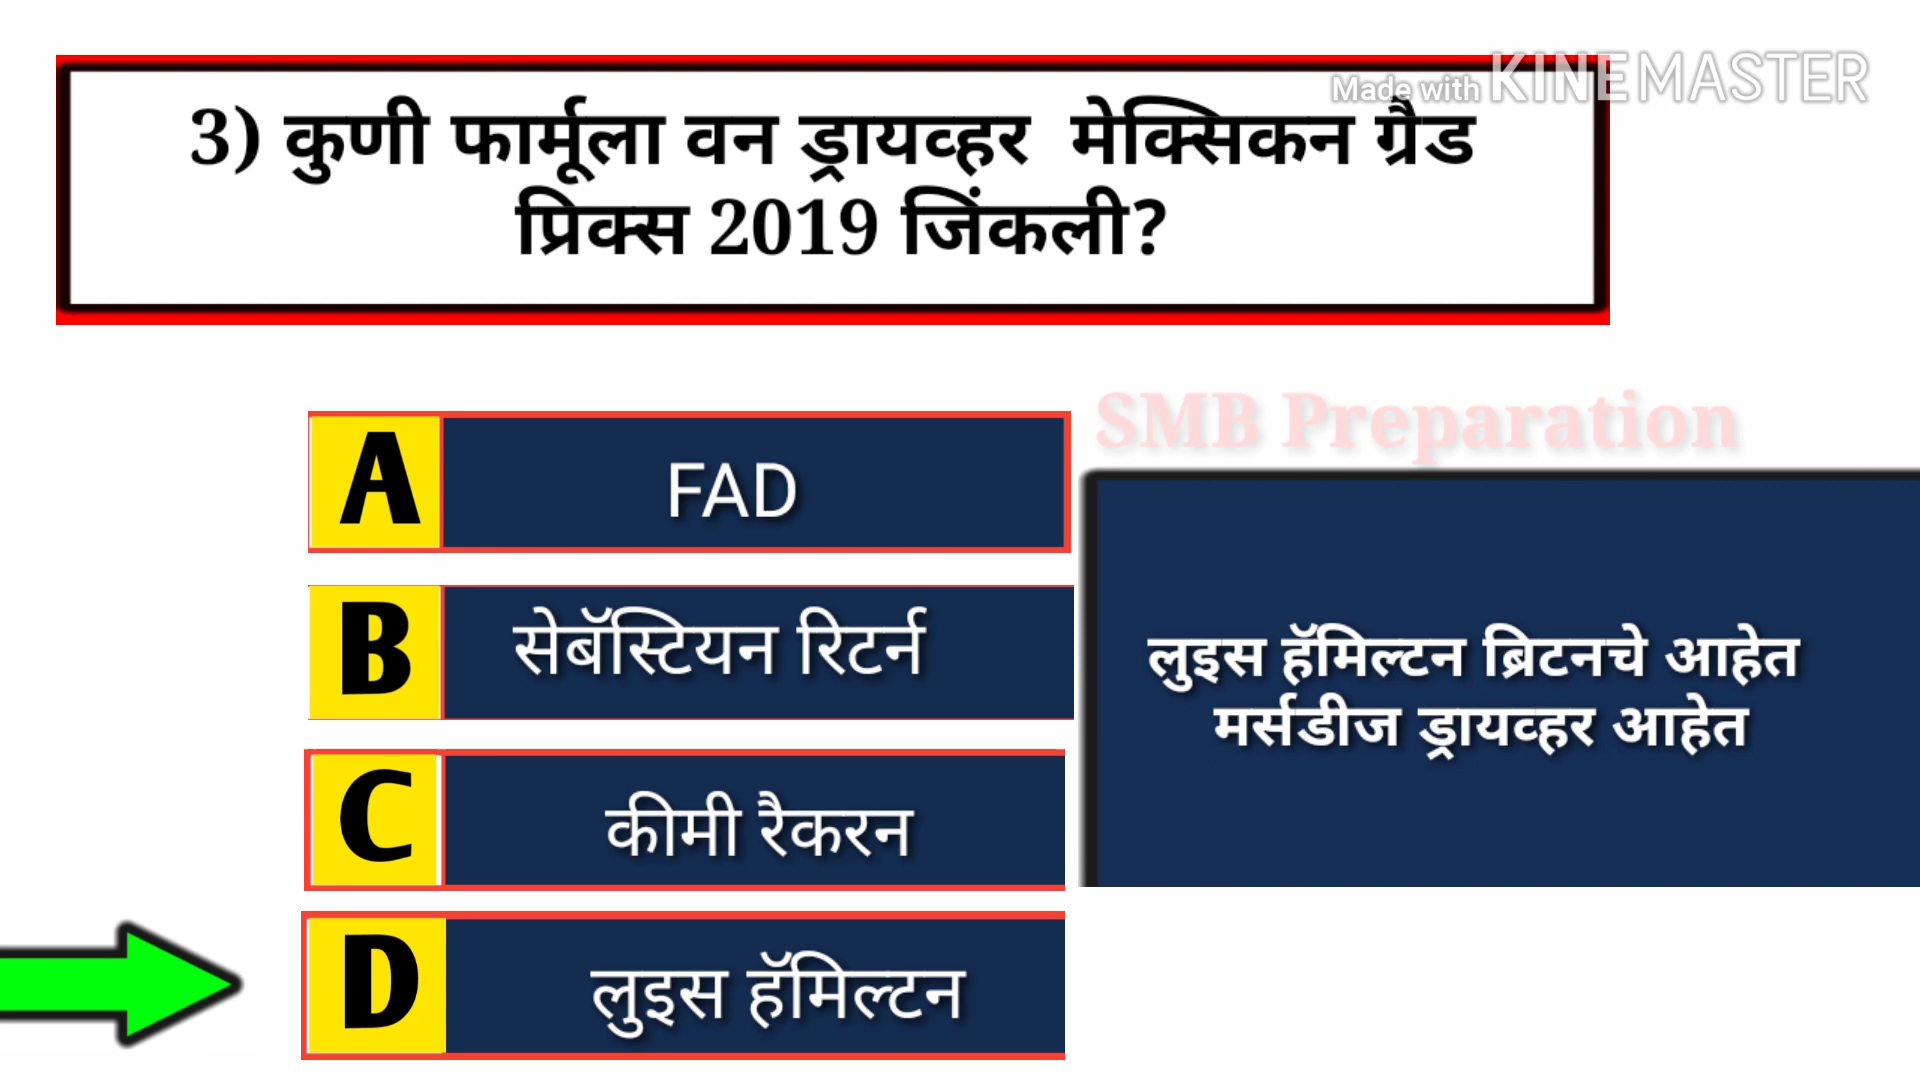 Made with KINEMASTER
3) कुणी फार्मूला वन ड्रायव्हर मेक्सिकन ग्रैड
प्रिक्स 2019 जिंकली?
SMB Preparation
A FAD
B सेबॅस्टियन रिटर्न
C कीमी रैकरन
D लुइस हॅमिल्टन
लुइस हॅमिल्टन ब्रिटनचे आहेत
मर्सडीज ड्रायव्हर आहेत